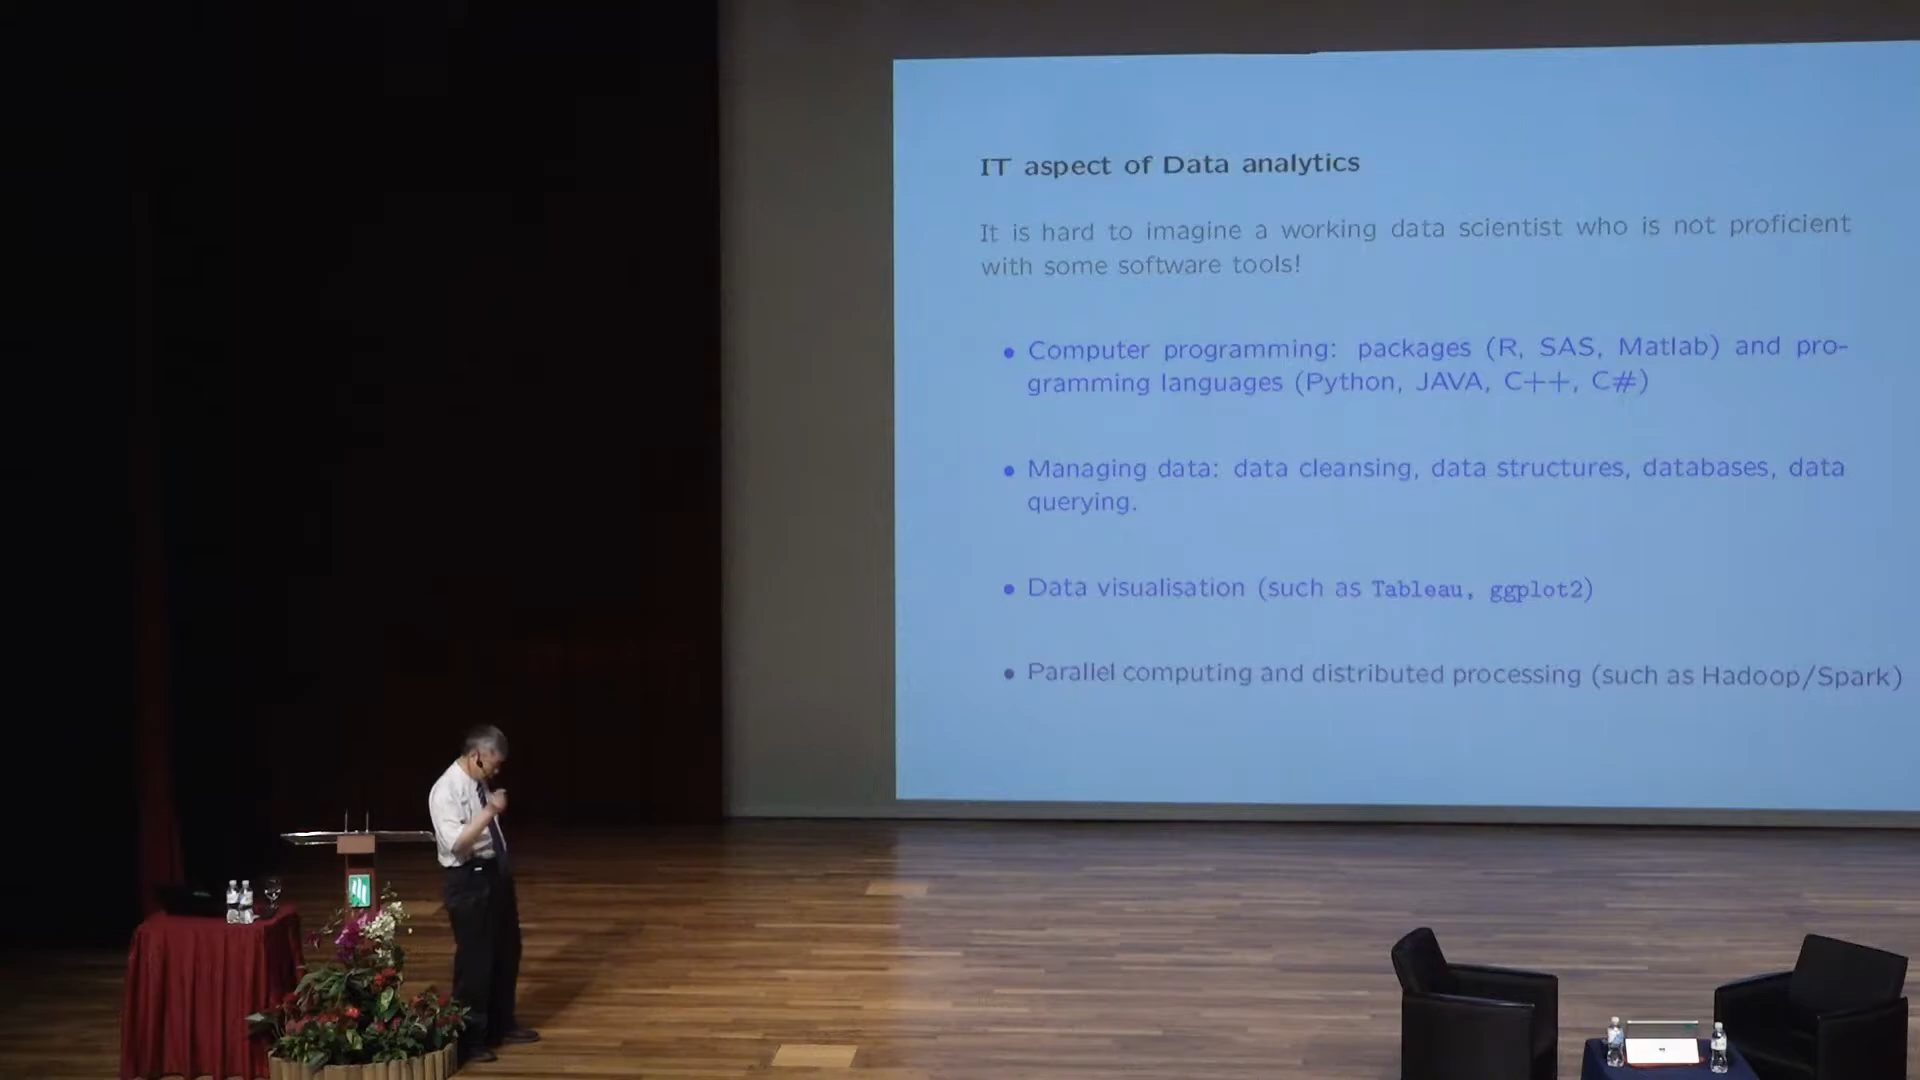 IT aspect of Data analytics
It is hard to imagine a working data scientist who is not proficient
with some software tools!
• Computer programming: packages (R, SAS, Matlab) and pro-
gramming languages (Python, JAVA, C++, C#)
• Managing data: data cleansing, data structures, databases, data
querying.
• Data visualisation (such as Tableau, ggplot2)
• Parallel computing and distributed processing (such as Hadoop/Spark)